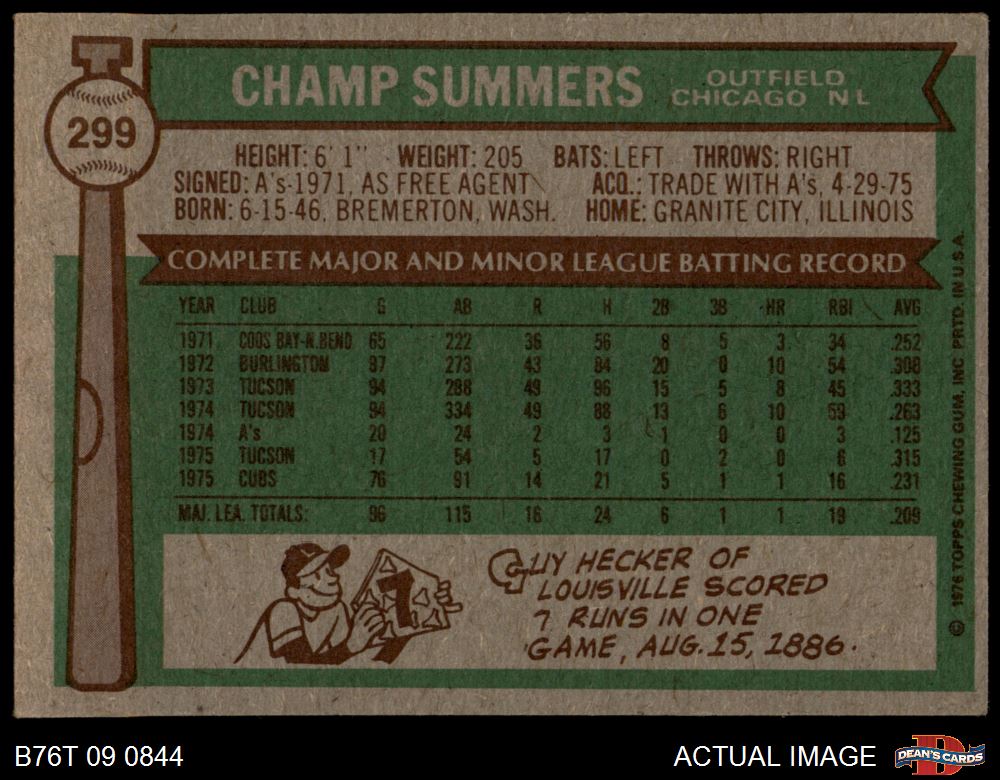 299
CHAMP SUMMERS
OUTFIELD
CHICAGO NL
HEIGHT: 6' 1" WEIGHT: 205 BATS: LEFT THROWS: RIGHT
SIGNED: A's-1971, AS FREE AGENT ACQ.: TRADE WITH A's, 4-29-75
BORN: 6-15-46, BREMERTON, WASH. HOME: GRANITE CITY, ILLINOIS
COMPLETE MAJOR AND MINOR LEAGUE BATTING RECORD
YEAR CLUB G AB R H 2B 3B HR RBI AVG
1971 COOS BAY-N.BEND 65 222 36 56 8 5 3 34 .252
1972 BURLINGTON 97 273 43 84 20 0 10 54 .308
1973 TUCSON 94 288 49 96 15 5 8 45 .333
1974 TUCSON 94 334 49 88 13 6 10 59 .263
1974 A's 20 24 2 3 1 0 0 3 .125
1975 TUCSON 17 54 5 17 0 2 0 6 .315
1975 CUBS 76 91 14 21 5 1 1 16 .231
MAJ. LEA. TOTALS: 96 115 16 24 6 1 1 19 .209
GUY HECKER OF
LOUISVILLE SCORED
7 RUNS IN ONE
GAME, AUG. 15, 1886.
7
© 1976 TOPPS CHEWING GUM, INC. PRTD. IN U.S.A.
B76T 09 0844
ACTUAL IMAGE
D
DEAN'S CARDS